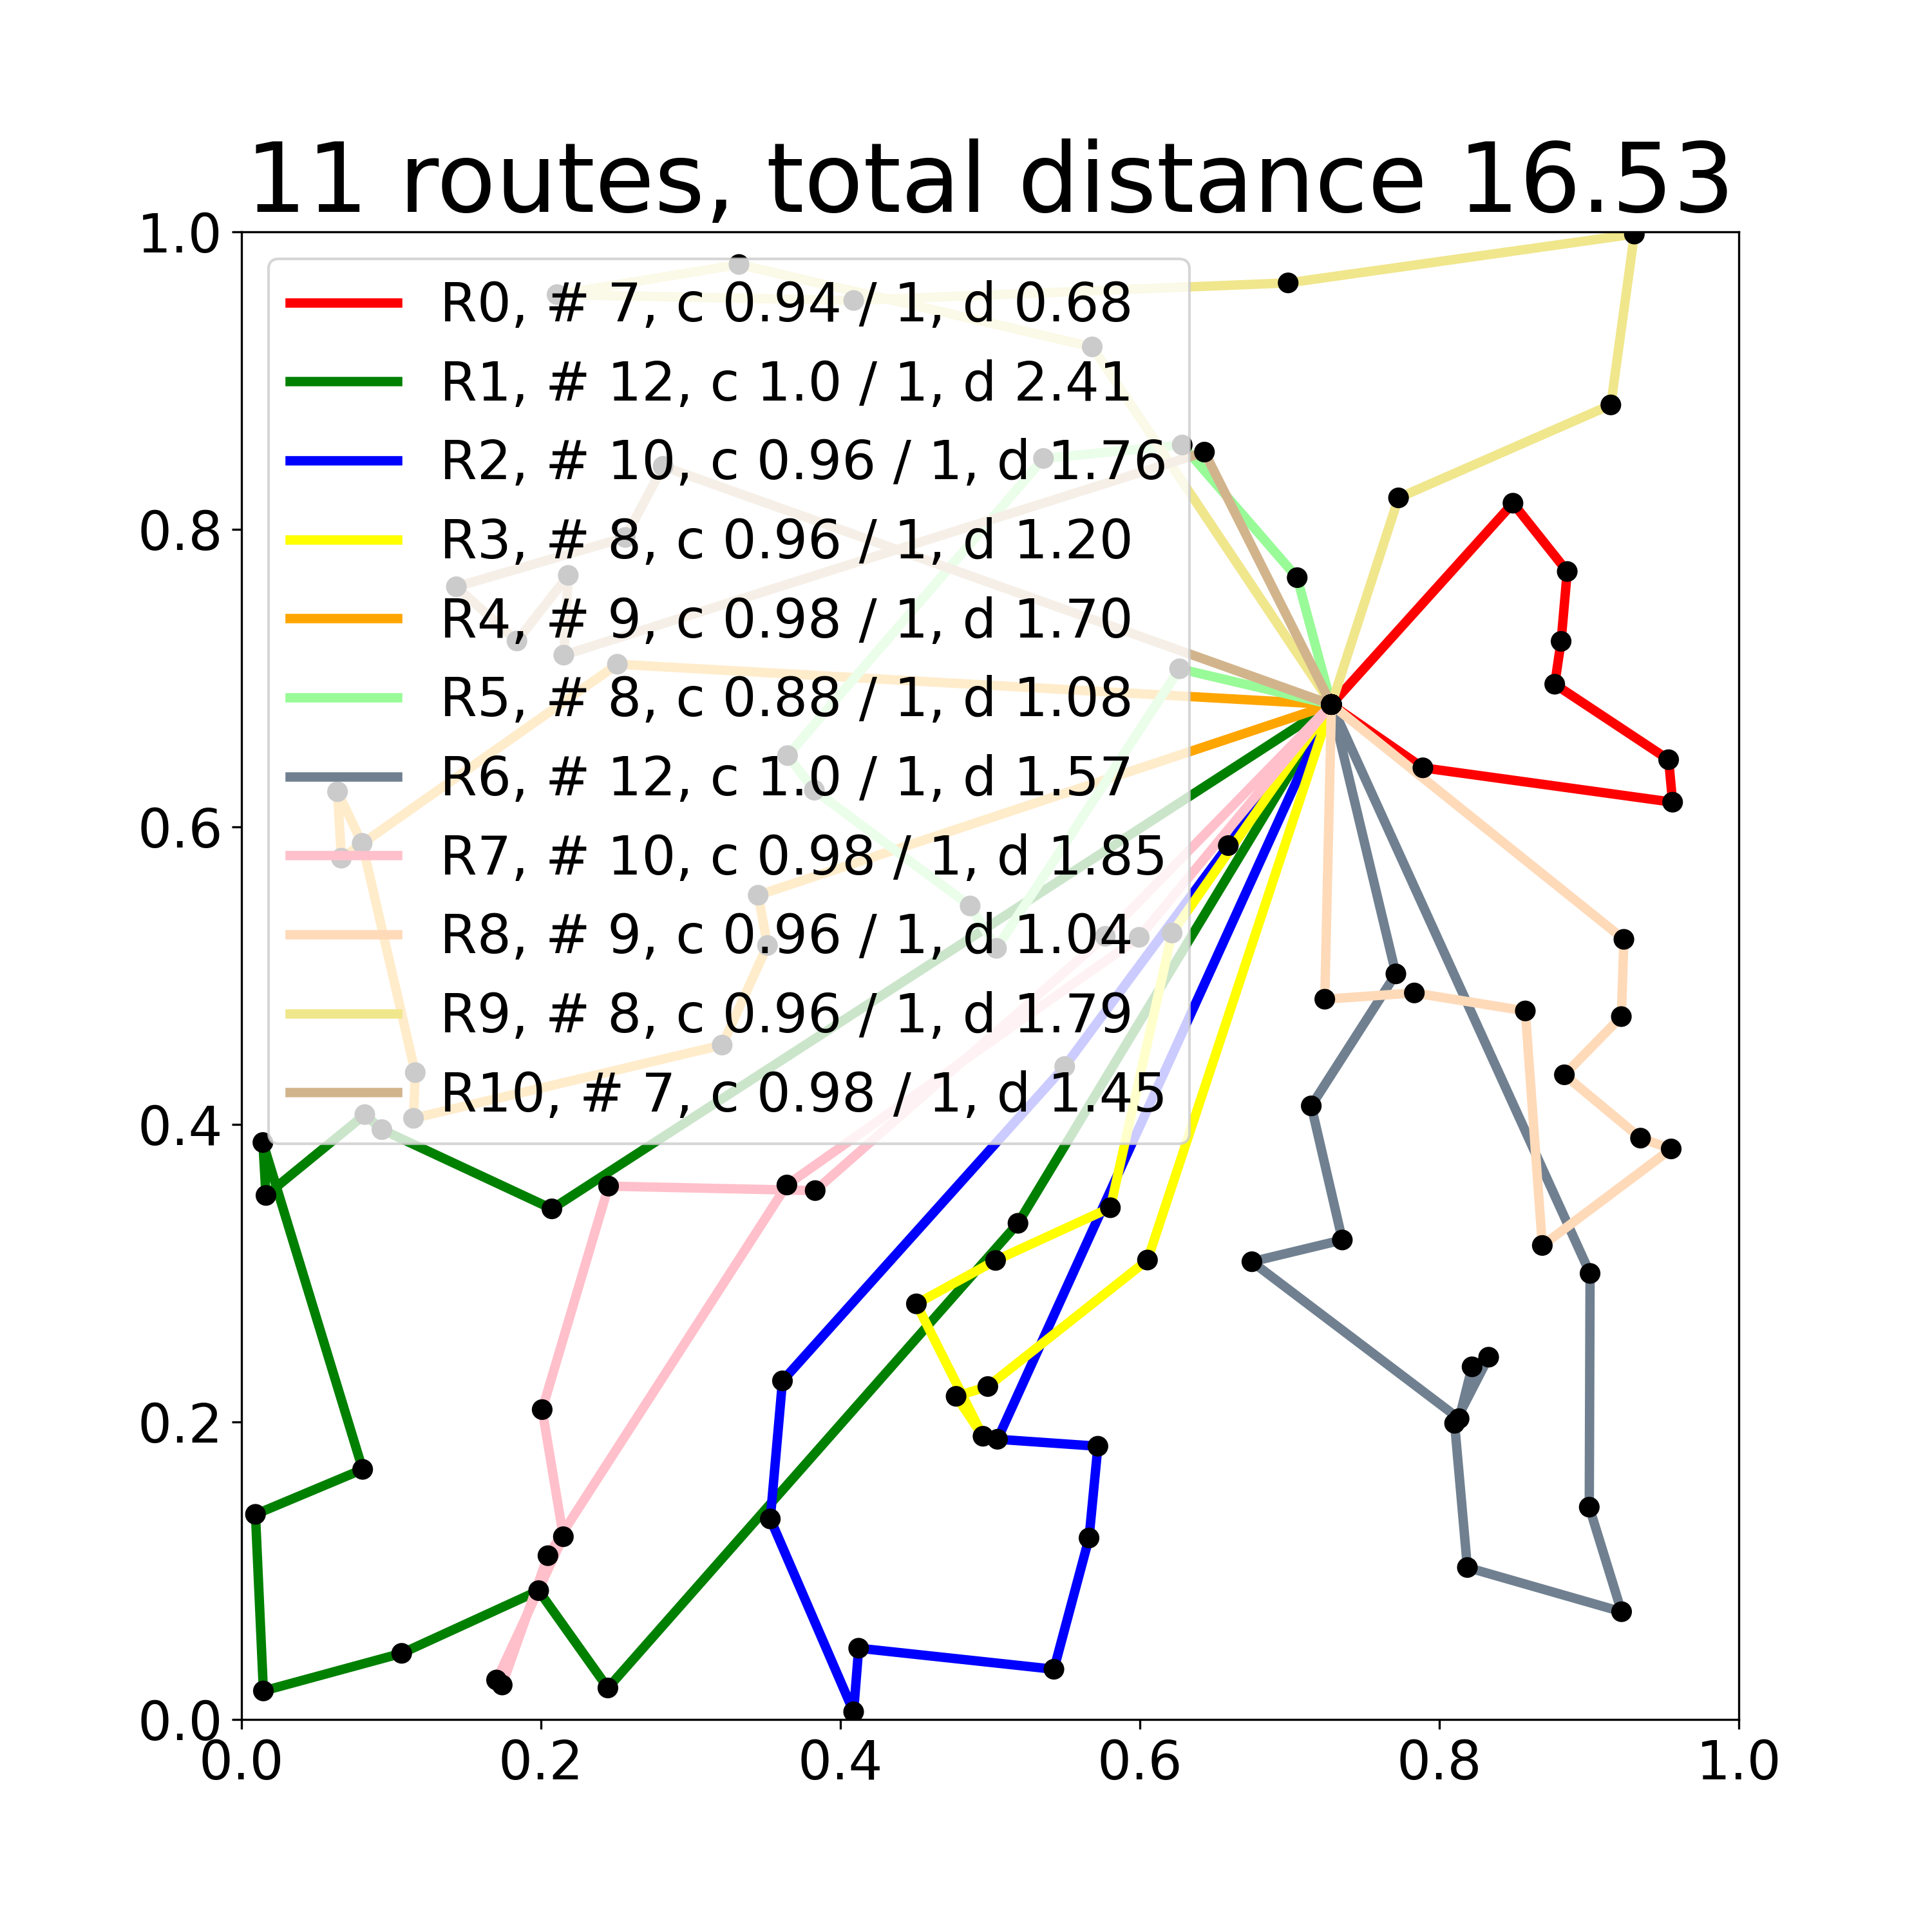 11 routes, total distance 16.53
1.0
0.8
0.6
0.4
0.2
0.0
R0, # 7, c 0.94 / 1, d 0.68
R1, # 12, c 1.0 / 1, d 2.41
R2, # 10, c 0.96 / 1, d 1.76
R3, # 8, c 0.96 / 1, d 1.20
R4, # 9, c 0.98 / 1, d 1.70
R5, # 8, c 0.88 / 1, d 1.08
R6, # 12, c 1.0 / 1, d 1.57
R7, # 10, c 0.98 / 1, d 1.85
R8, # 9, c 0.96 / 1, d 1.04
R9, # 8, c 0.96 / 1, d 1.79
R10, # 7, c 0.98 / 1, d 1.45
0.0 0.2 0.4 0.6 0.8 1.0